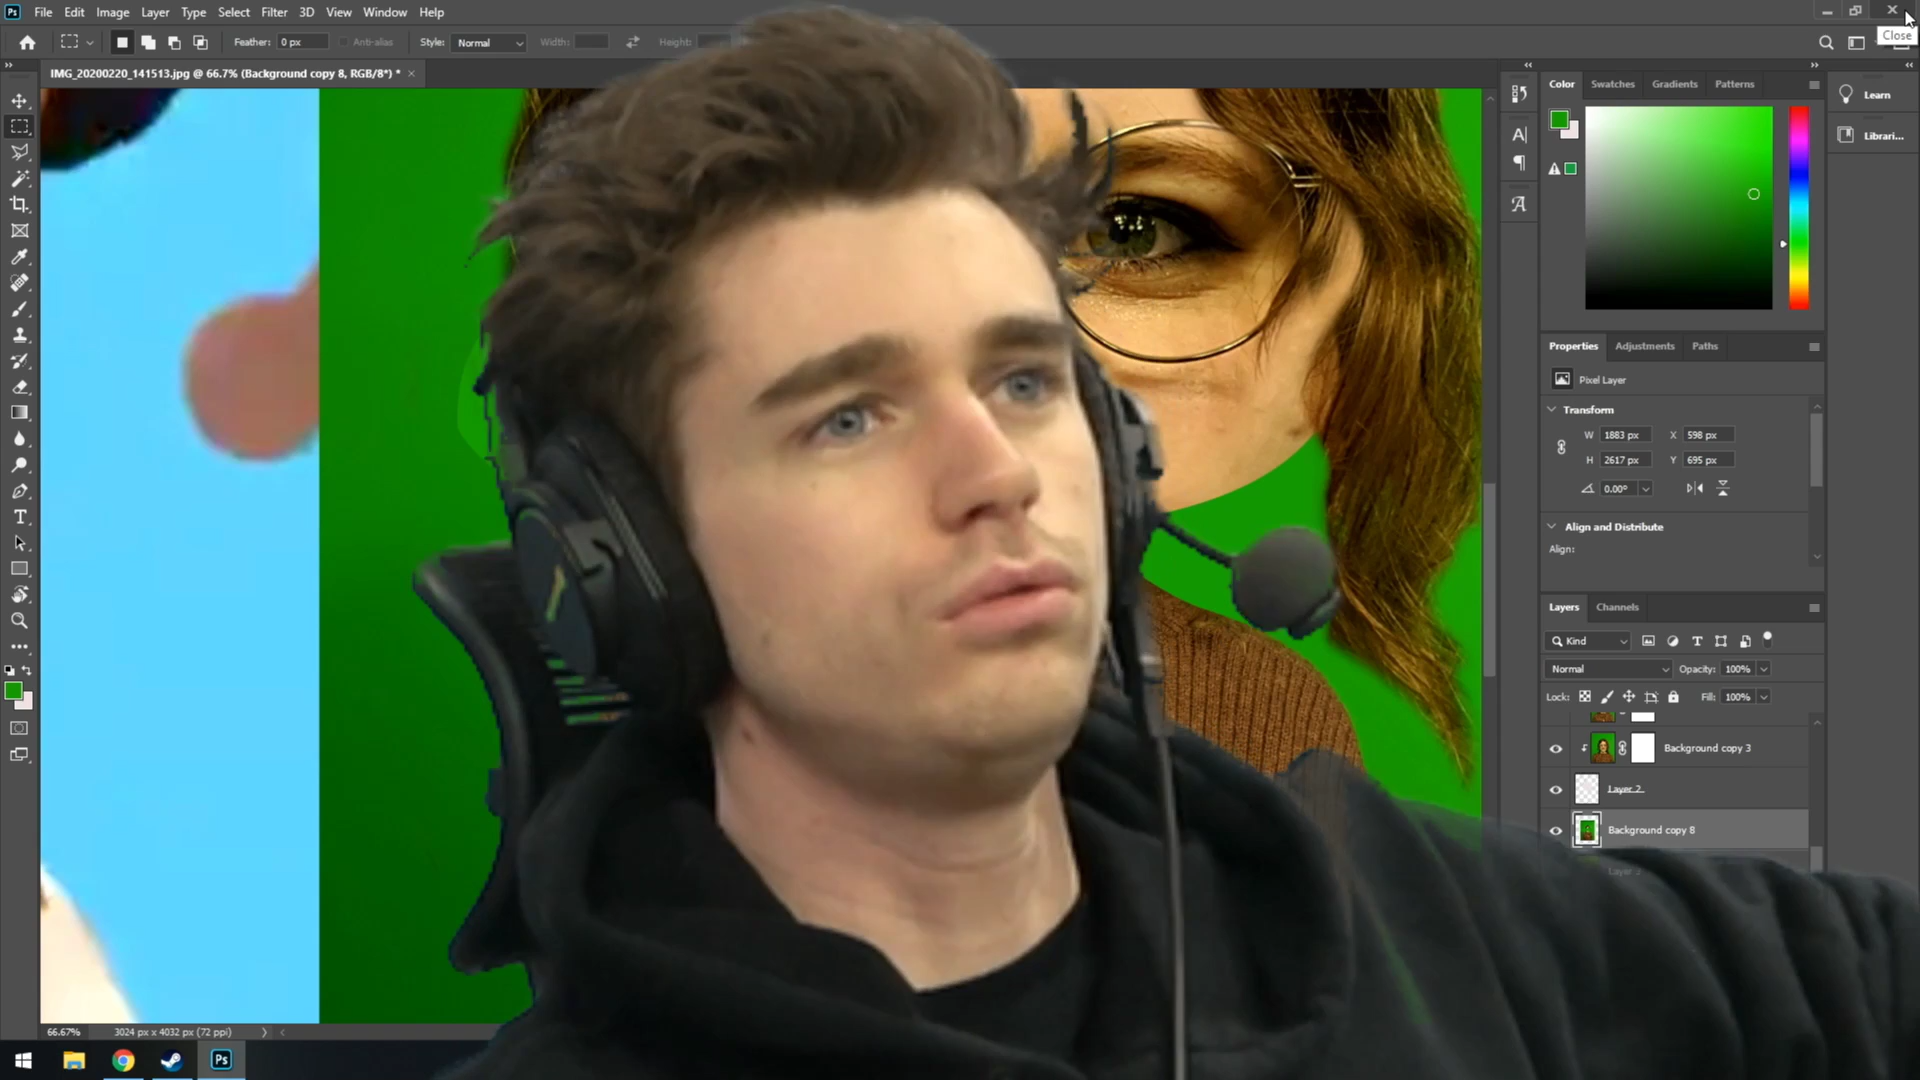 Ps File Edit Image Layer Type Select Filter 3D View Window Help
Close
Feather: 0 px Anti-alias Style: Normal Width: Height:
IMG_20200220_141513.jpg @ 66.7% (Background copy 8, RGB/8*) * ×
Color Swatches Gradients Patterns
Learn
Librari...
Properties Adjustments Paths
Pixel Layer
Transform
W 1883 px X 598 px
H 2617 px Y 695 px
0.00°
Align and Distribute
Align:
Layers Channels
Kind
Normal Opacity: 100%
Lock: Fill: 100%
Background copy 3
Layer 2
Background copy 8
66.67% 3024 px x 4032 px (72 ppi)
Ps